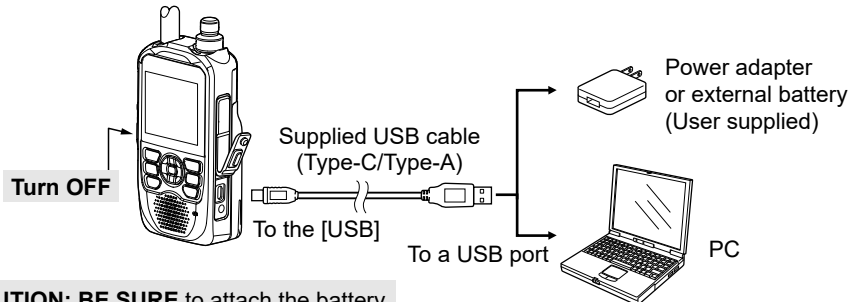 Power adapter
or external battery
(User supplied)
Supplied USB cable
(Type-C/Type-A)
Turn OFF
To the [USB]
To a USB port
PC
BE SURE to attach the battery